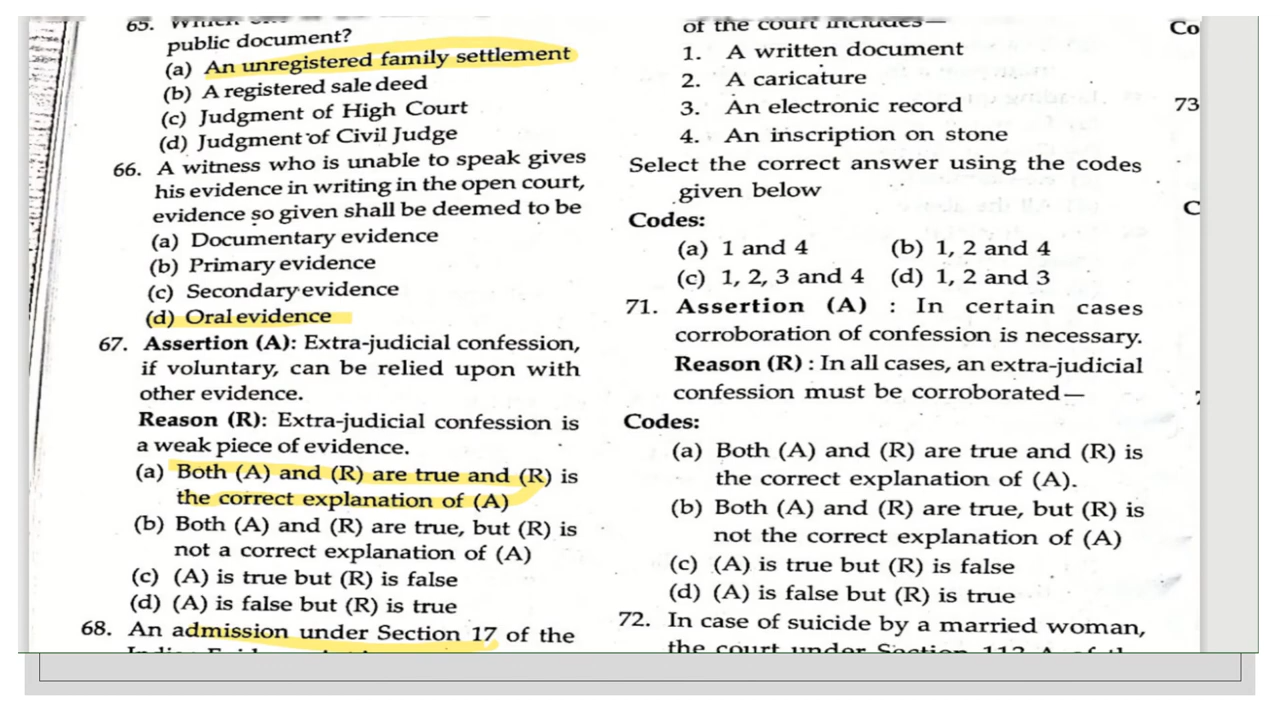 65.
public document?
(a) An unregistered family settlement
(b) A registered sale deed
(c) Judgment of High Court
(d) Judgment of Civil Judge
66. A witness who is unable to speak gives
his evidence in writing in the open court,
evidence so given shall be deemed to be
(a) Documentary evidence
(b) Primary evidence
(c) Secondary evidence
(d) Oral evidence
67. Assertion (A): Extra-judicial confession,
if voluntary, can be relied upon with
other evidence.
Reason (R): Extra-judicial confession is
a weak piece of evidence.
(a) Both (A) and (R) are true and (R) is
the correct explanation of (A)
(b) Both (A) and (R) are true, but (R) is
not a correct explanation of (A)
(c) (A) is true but (R) is false
(d) (A) is false but (R) is true
68. An admission under Section 17 of the
of the court includes—
1. A written document
2. A caricature
3. An electronic record
4. An inscription on stone
Select the correct answer using the codes
given below
Codes:
(a) 1 and 4 (b) 1, 2 and 4
(c) 1, 2, 3 and 4 (d) 1, 2 and 3
71. Assertion (A) : In certain cases
corroboration of confession is necessary.
Reason (R) : In all cases, an extra-judicial
confession must be corroborated—
Codes:
(a) Both (A) and (R) are true and (R) is
the correct explanation of (A).
(b) Both (A) and (R) are true, but (R) is
not the correct explanation of (A)
(c) (A) is true but (R) is false
(d) (A) is false but (R) is true
72. In case of suicide by a married woman,
the court under Section
Co
73